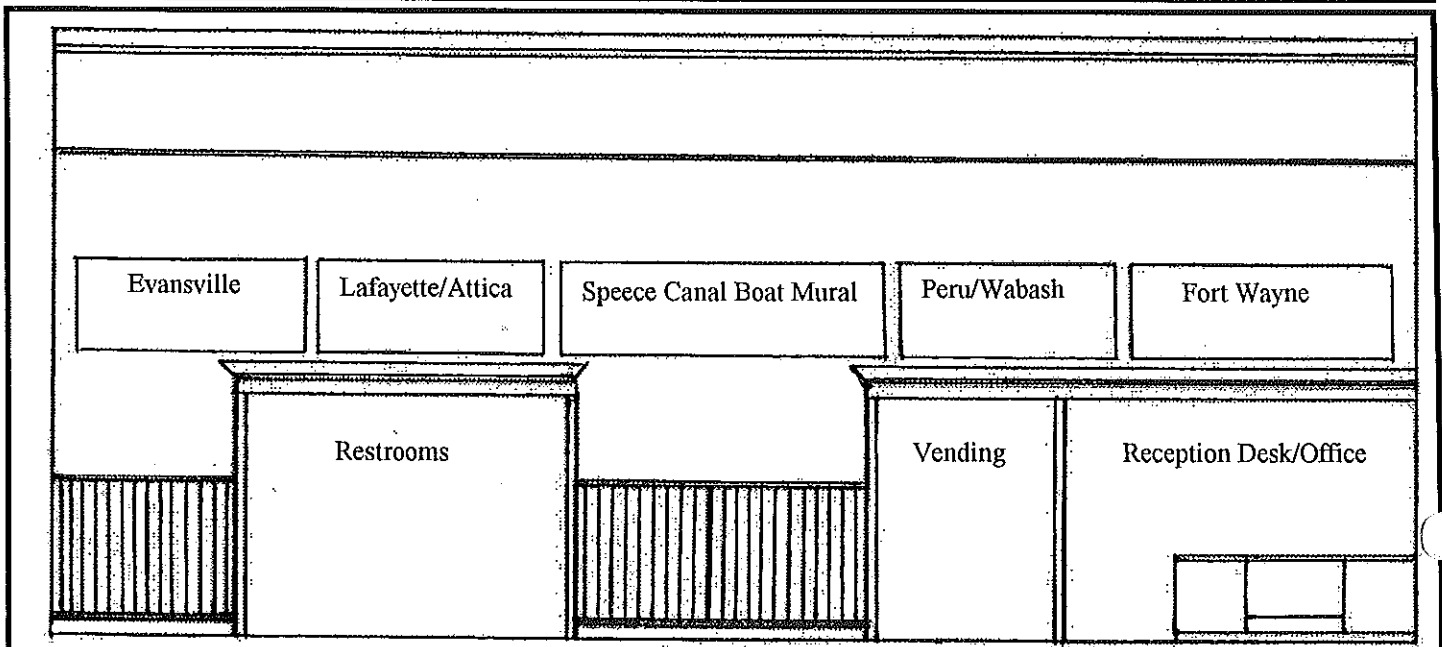 Evansville
Lafayette/Attica
Speece Canal Boat Mural
Peru/Wabash
Fort Wayne
Restrooms
Vending
Reception Desk/Office